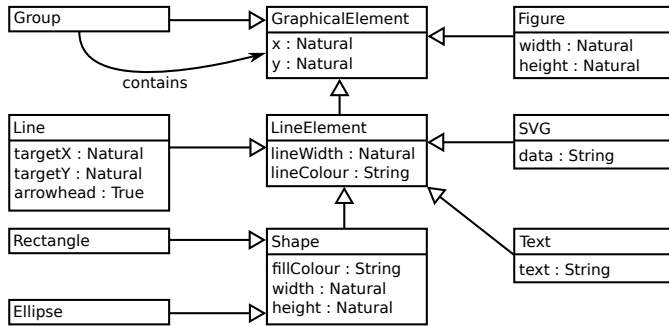 Group
GraphicalElement
x : Natural
y : Natural
Figure
width : Natural
height : Natural
contains
Line
targetX : Natural
targetY : Natural
arrowhead : True
LineElement
lineWidth : Natural
lineColour : String
SVG
data : String
Rectangle
Shape
fillColour : String
width : Natural
height : Natural
Text
text : String
Ellipse